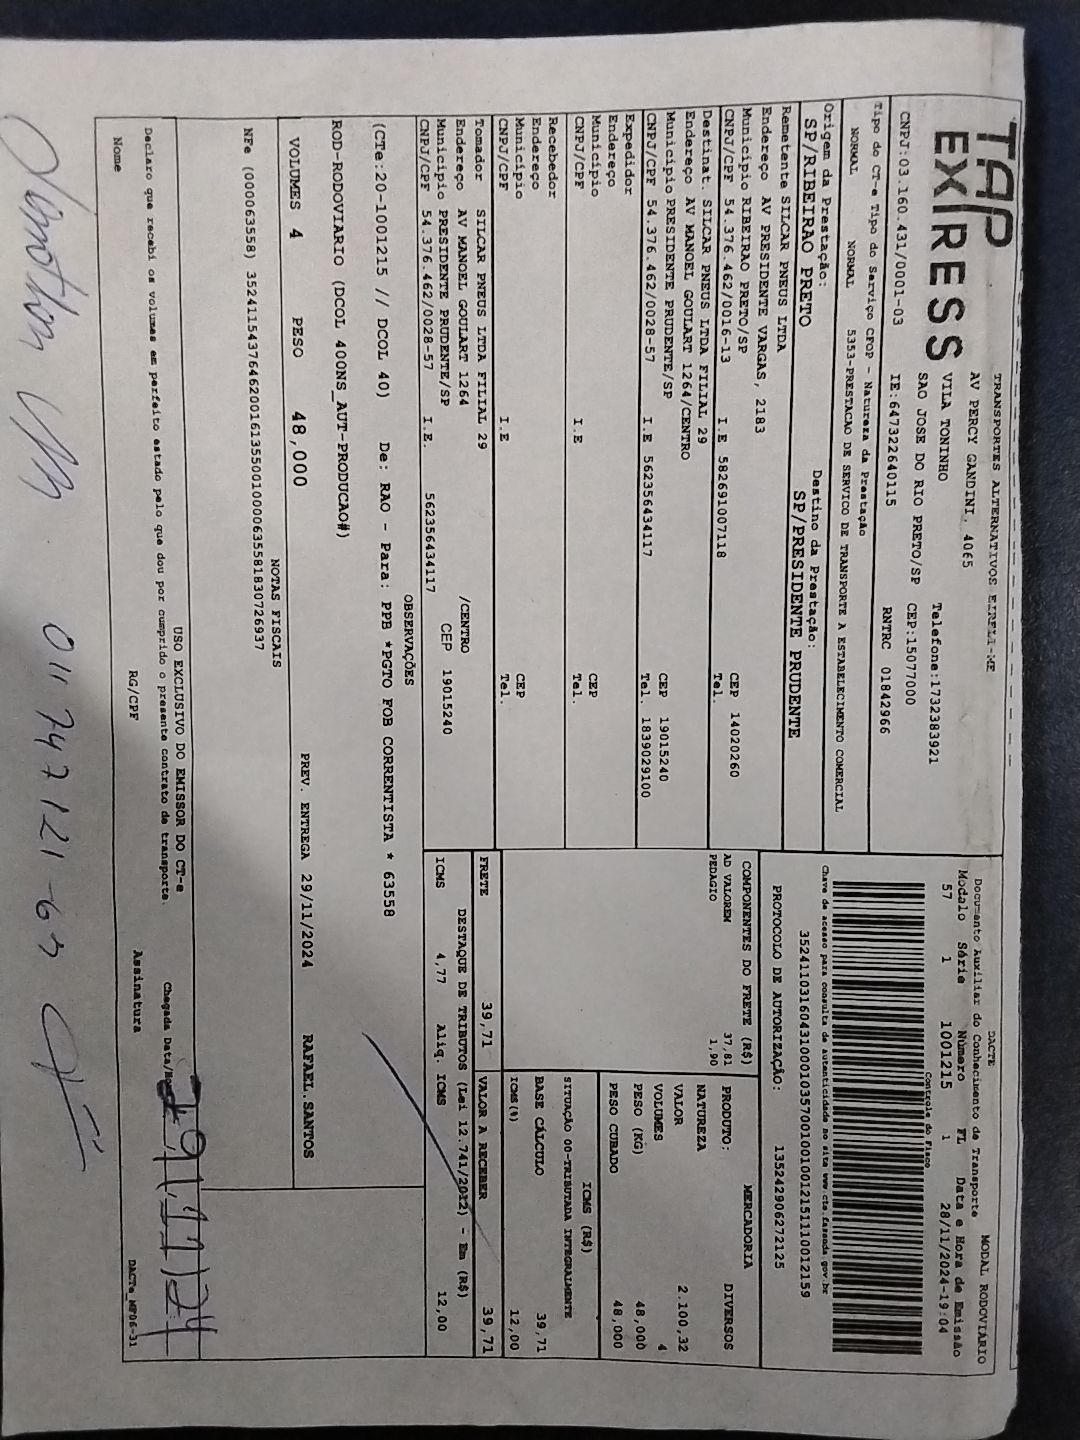 TAP
EXPRESS
TRANSPORTES ALTERNATIVOS EIRELI-ME
AV PERCY GANDINI, 4065
VILA TONINHO
SAO JOSE DO RIO PRETO/SP CEP:15077000
Telefone:1732383921
CNPJ:03.160.431/0001-03 IE:647322640115 RNTRC 01842966
Tipo do CT-e Tipo do Serviço CFOP - Natureza da Prestação
NORMAL NORMAL 5353-PRESTACAO DE SERVICO DE TRANSPORTE A ESTABELECIMENTO COMERCIAL
Origem da Prestação: Destino da Prestação:
SP/RIBEIRAO PRETO SP/PRESIDENTE PRUDENTE
Remetente SILCAR PNEUS LTDA
Endereço AV PRESIDENTE VARGAS, 2183
Município RIBEIRAO PRETO/SP CEP 14020260
CNPJ/CPF 54.376.462/0016-13 I.E 582691007118 Tel.
Destinat. SILCAR PNEUS LTDA FILIAL 29
Endereço AV MANOEL GOULART 1264/CENTRO
Município PRESIDENTE PRUDENTE/SP CEP 19015240
CNPJ/CPF 54.376.462/0028-57 I.E 562356434117 Tel. 1839029100
Expedidor
Endereço
Município CEP
CNPJ/CPF I.E Tel.
Recebedor
Endereço
Município CEP
CNPJ/CPF I.E Tel.
Tomador SILCAR PNEUS LTDA FILIAL 29
Endereço AV MANOEL GOULART 1264 /CENTRO
Município PRESIDENTE PRUDENTE/SP CEP 19015240
CNPJ/CPF 54.376.462/0028-57 I.E. 562356434117
DACTE MODAL RODOVIÁRIO
Documento Auxiliar do Conhecimento de Transporte
Modalo Série Número FL Data e Hora de Emissão
57 1 1001215 1 28/11/2024-19:04
Controle do Fisco
Chave de acesso para consulta de autenticidade no site www.cte.fazenda.gov.br
35241103160431000103570010010012151110012159
PROTOCOLO DE AUTORIZAÇÃO: 135242906272125
COMPONENTES DO FRETE (R$)
AD VALOREM 37,81
PEDAGIO 1,90
FRETE 39,71
MERCADORIA
PRODUTO: DIVERSOS
NATUREZA
VALOR 2.100,32
VOLUMES 4
PESO (KG) 48,000
PESO CUBADO 48,000
ICMS (R$)
SITUAÇÃO 00-TRIBUTADA INTEGRALMENTE
BASE CÁLCULO 39,71
ICMS(%) 12,00
VALOR A RECEBER 39,71
DESTAQUE DE TRIBUTOS (Lei 12.741/2012) - Em (R$)
ICMS 4,77 Aliq. ICMS 12,00
OBSERVAÇÕES
(CTe:20-1001215 // DCOL 40) De: RAO - Para: PPB *PGTO FOB CORRENTISTA * 63558
ROD-RODOVIARIO (DCOL 400NS_AUT-PRODUCAO#)
VOLUMES 4 PESO 48,000 PREV. ENTREGA 29/11/2024 RAFAEL.SANTOS
NOTAS FISCAIS
NFe (000063558) 35241154376462001613550010000635581830726937
USO EXCLUSIVO DO EMISSOR DO CT-e
Declaro que recebi os volumes em perfeito estado pelo que dou por cumprido o presente contrato de transporte. Chegada Data/
29/11/24
Nome RG/CPF Assinatura DACTe_MF06-31